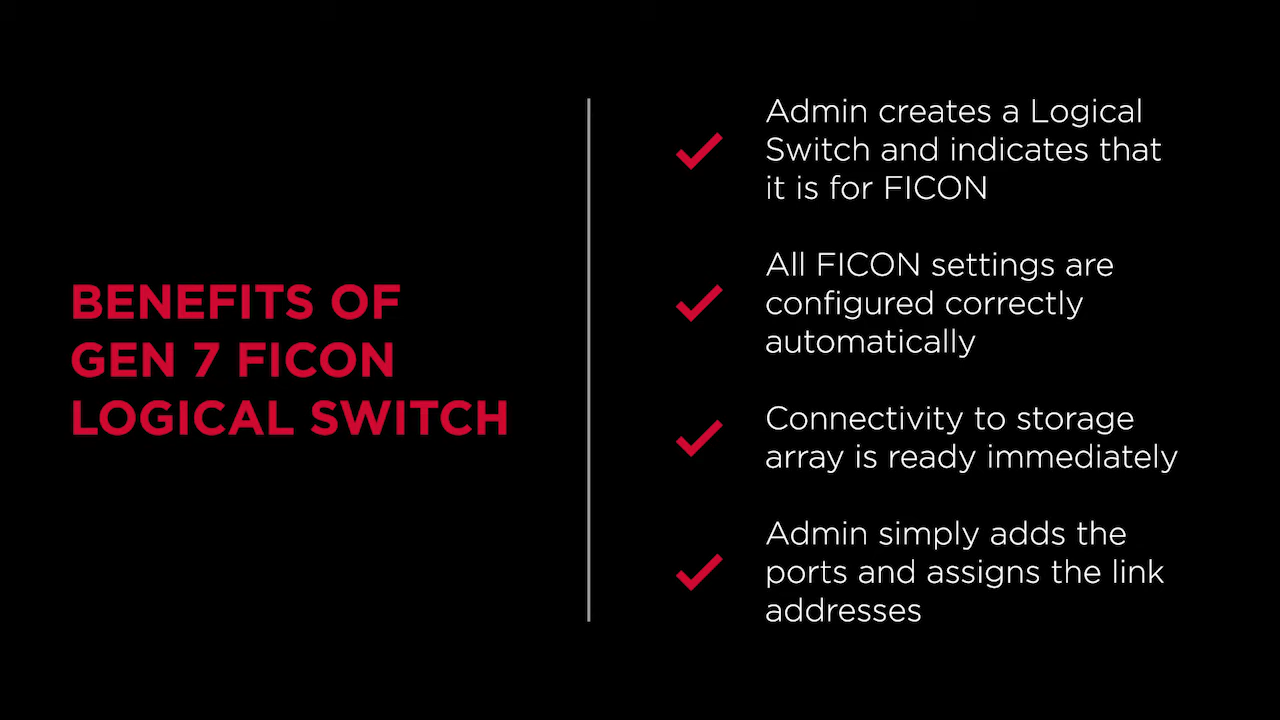 BENEFITS OF
GEN 7 FICON
LOGICAL SWITCH
Admin creates a Logical
Switch and indicates that
it is for FICON
All FICON settings are
configured correctly
automatically
Connectivity to storage
array is ready immediately
Admin simply adds the
ports and assigns the link
addresses